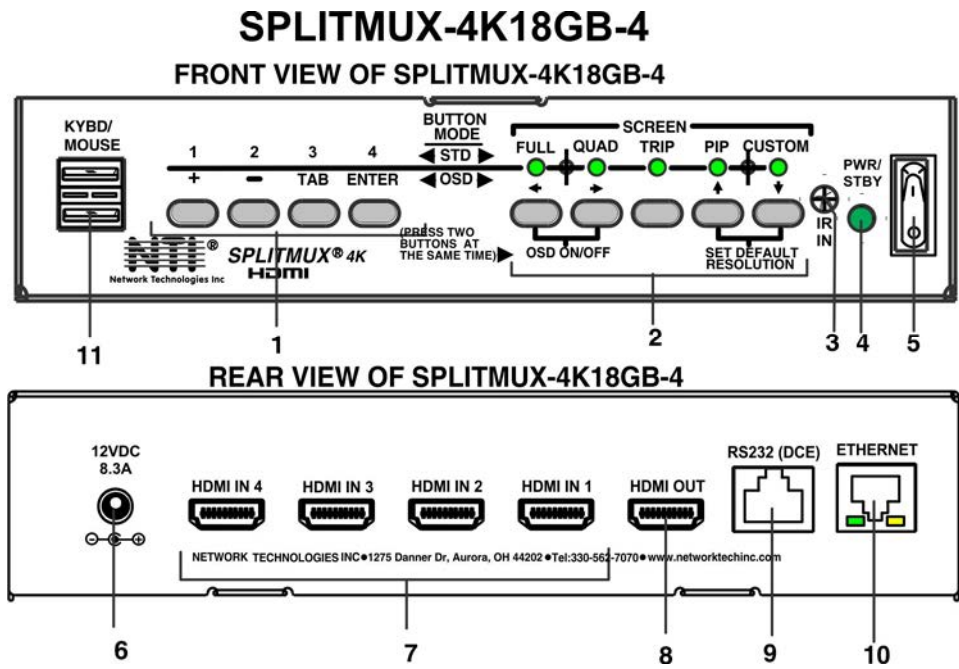 SPLITMUX-4K18GB-4
FRONT VIEW OF SPLITMUX-4K18GB-4
KYBD/
MOUSE
1 2 3 4
+ − TAB ENTER
BUTTON
MODE
STD
OSD
SCREEN
FULL QUAD TRIP PIP CUSTOM
PWR/
STBY
IR
IN
NTI®
Network Technologies Inc
SPLITMUX® 4K
HDMI
(PRESS TWO
BUTTONS AT
THE SAME TIME)
OSD ON/OFF
SET DEFAULT
RESOLUTION
11 1 2 3 4 5
REAR VIEW OF SPLITMUX-4K18GB-4
12VDC
8.3A
HDMI IN 4 HDMI IN 3 HDMI IN 2 HDMI IN 1 HDMI OUT
RS232 (DCE) ETHERNET
NETWORK TECHNOLOGIES INC●1275 Danner Dr, Aurora, OH 44202●Tel:330-562-7070●www.networktechinc.com
6 7 8 9 10